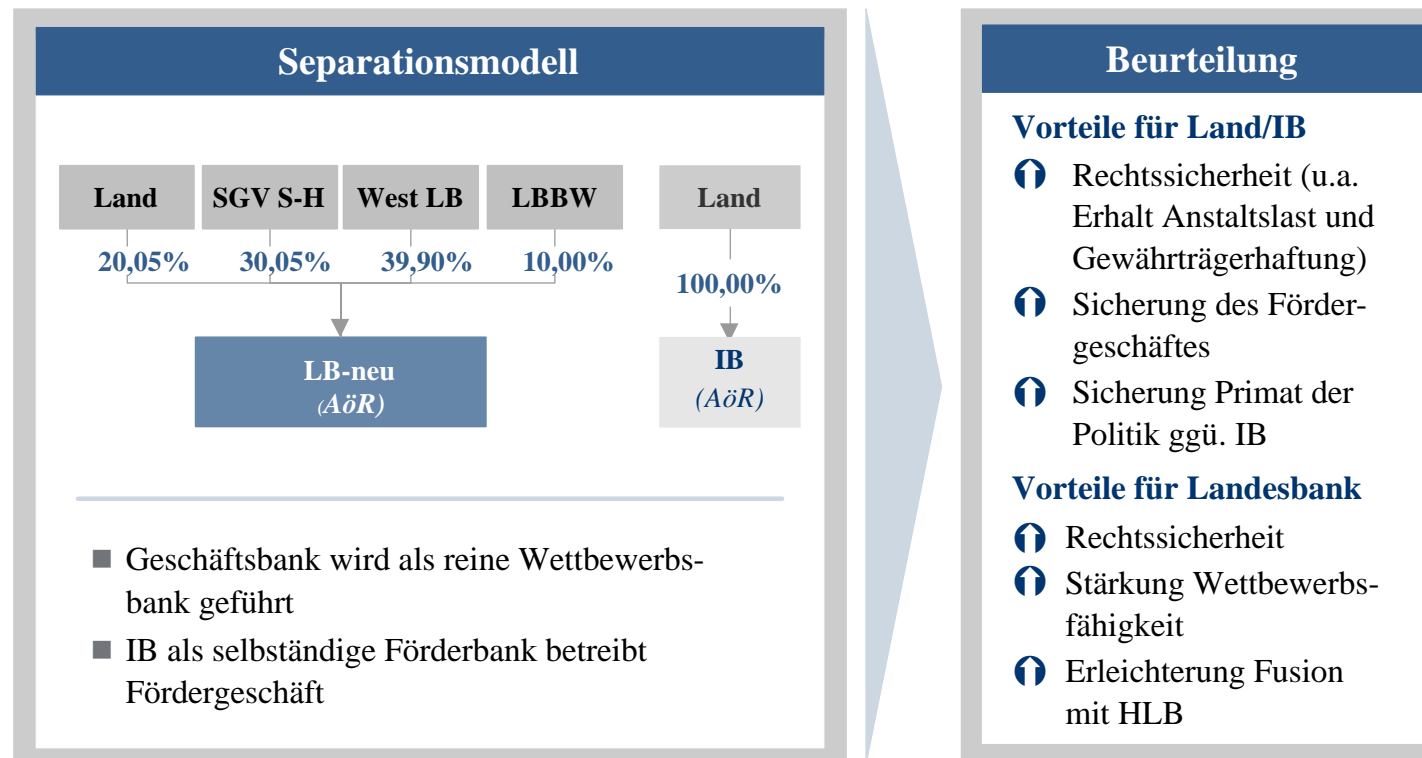 Separationsmodell
Land
SGV S-H
West LB
LBBW
Land
20,05%
30,05%
39,90%
10,00%
100,00%
LB-neu
(AöR)
IB
(AöR)
Geschäftsbank wird als reine Wettbewerbs-
bank geführt
IB als selbständige Förderbank betreibt
Fördergeschäft
Beurteilung
Vorteile für Land/IB
Rechtssicherheit (u.a.
Erhalt Anstaltslast und
Gewährträgerhaftung)
Sicherung des Förder-
geschäftes
Sicherung Primat der
Politik ggü. IB
Vorteile für Landesbank
Rechtssicherheit
Stärkung Wettbewerbs-
fähigkeit
Erleichterung Fusion
mit HLB